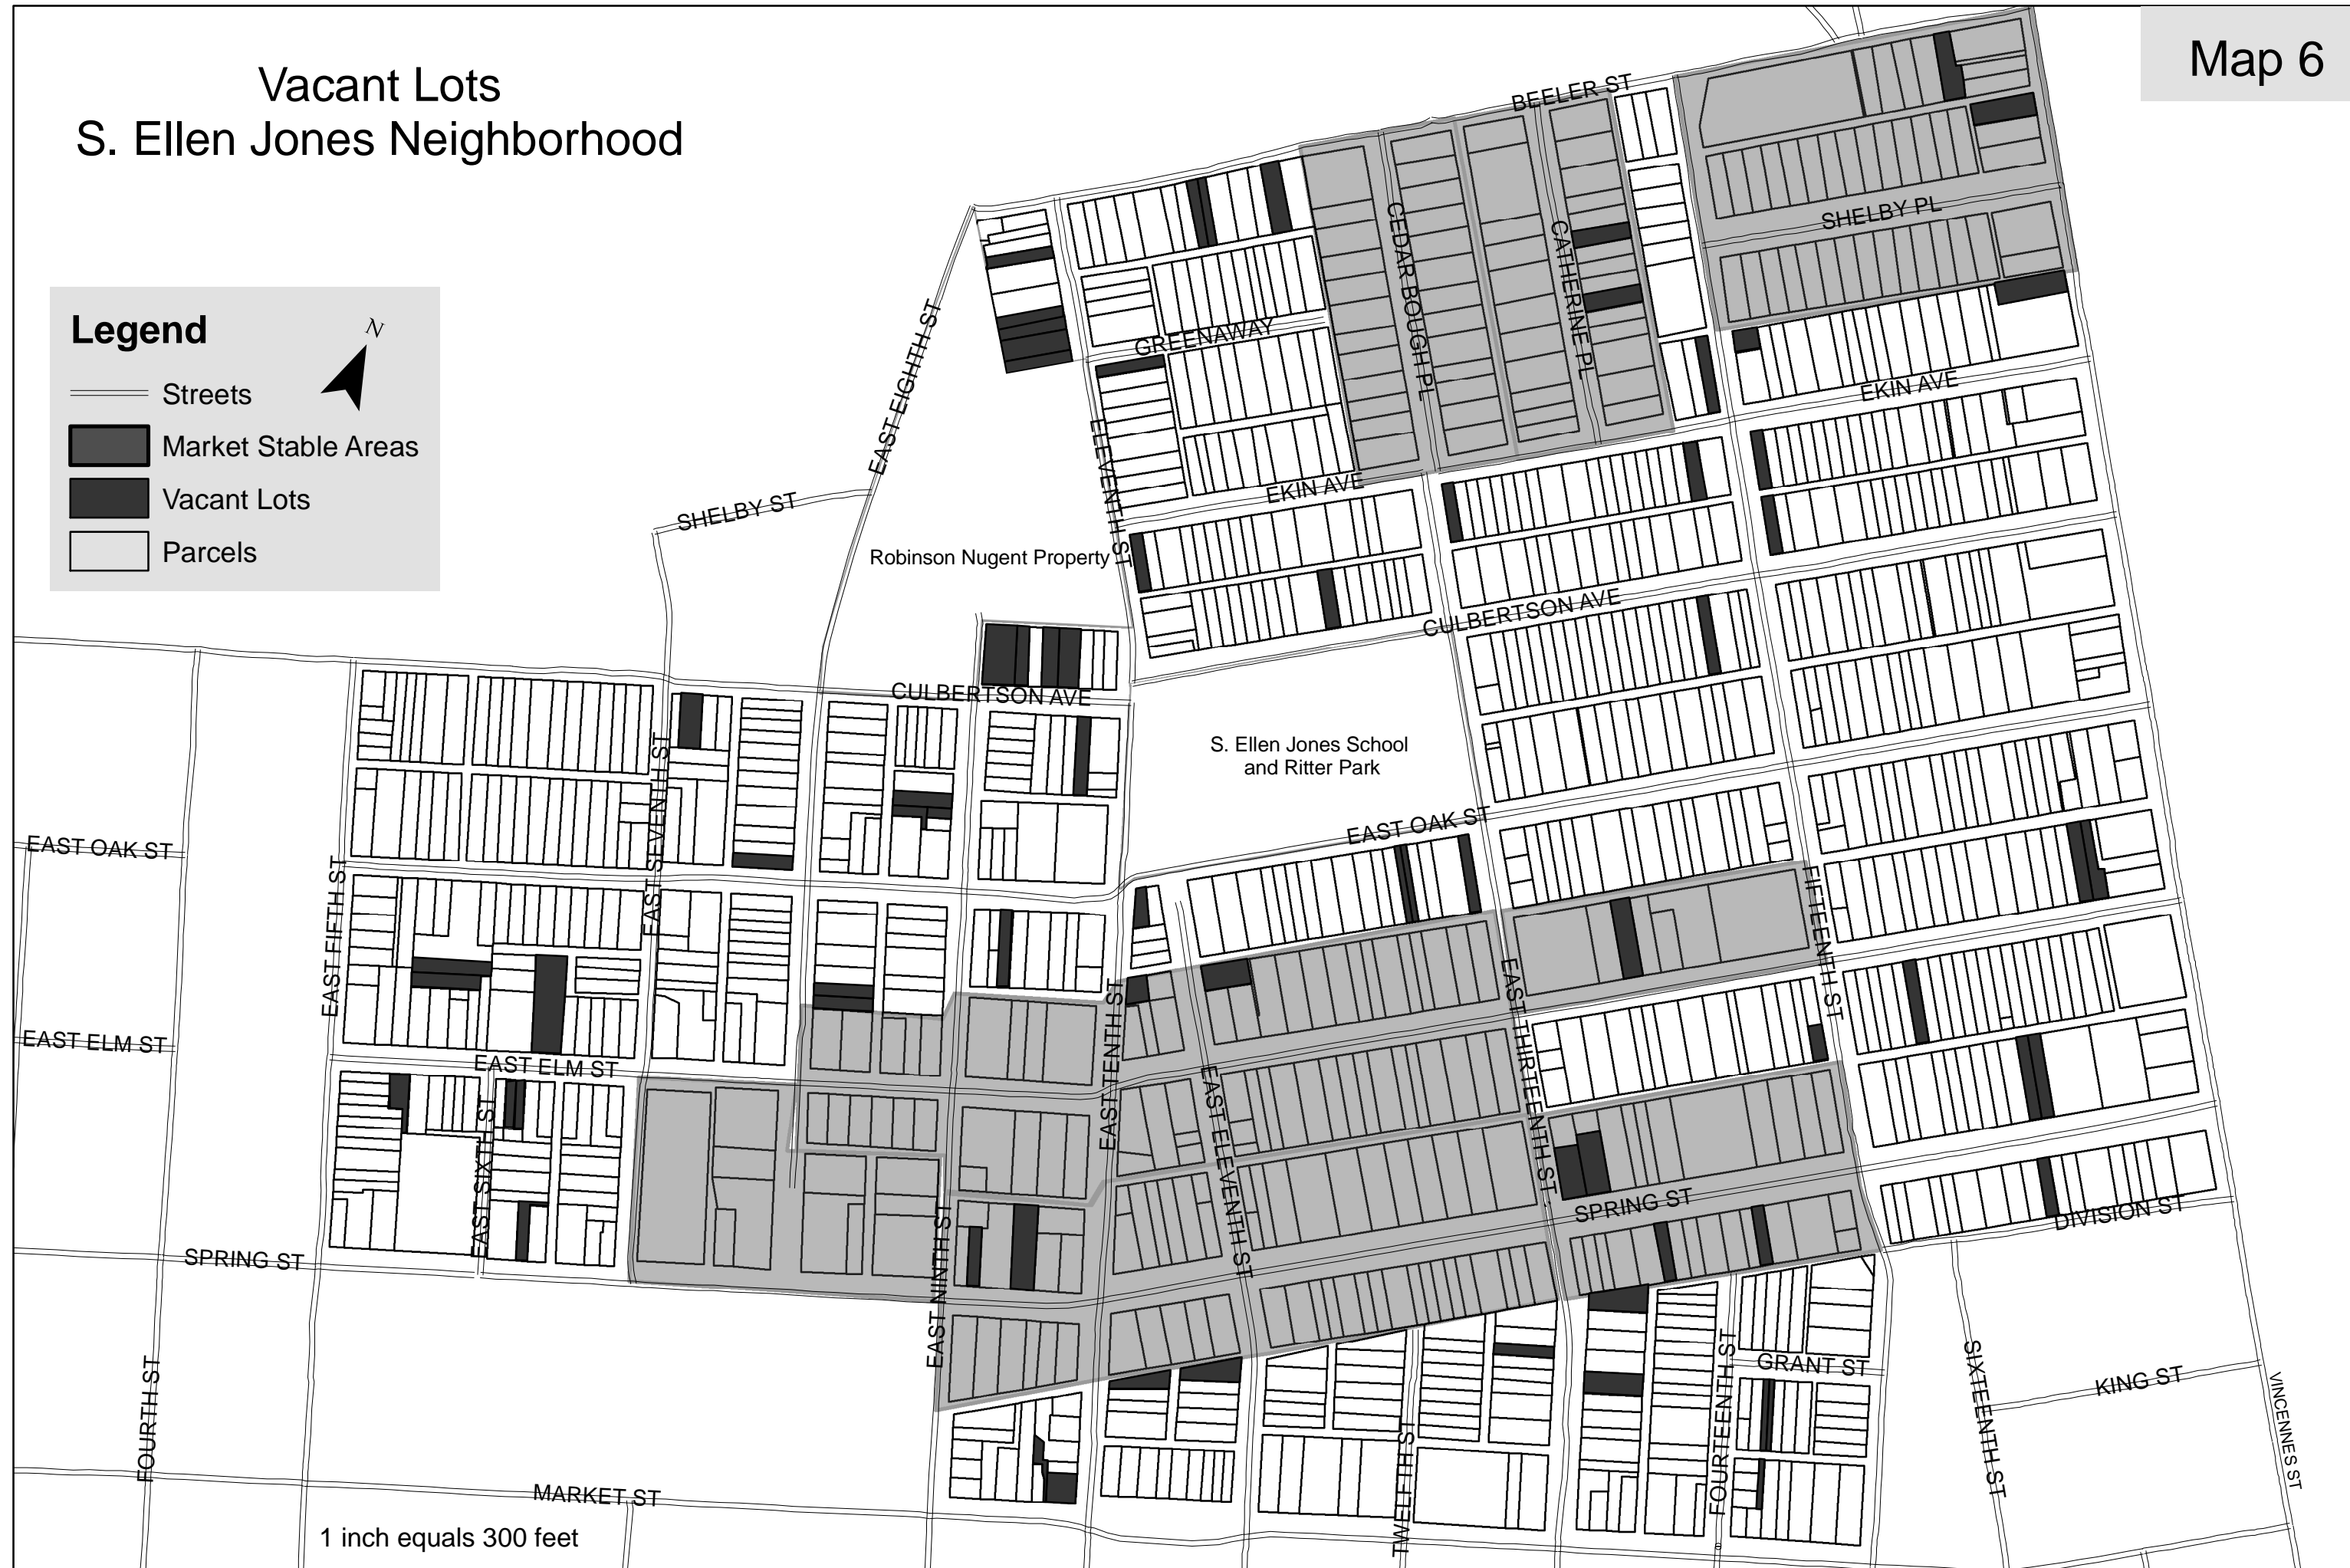 Map 6
Vacant Lots
S. Ellen Jones Neighborhood
Legend
N
Streets
Market Stable Areas
Vacant Lots
Parcels
BEELER ST
SHELBY PL
CEDAR BOUGH PL
CATHERINE PL
GREENAWAY
EAST EIGHTH ST
EKIN AVE
ELEVENTH ST
EKIN AVE
SHELBY ST
Robinson Nugent Property
CULBERTSON AVE
CULBERTSON AVE
S. Ellen Jones School
and Ritter Park
EAST OAK ST
EAST OAK ST
EAST SEVENTH ST
EAST FIFTH ST
FIFTEENTH ST
EAST ELM ST
EAST ELM ST
EAST TENTH ST
EAST THIRTEENTH ST
EAST ELEVENTH ST
EAST SIXTH ST
SPRING ST
DIVISION ST
SPRING ST
EAST NINTH ST
GRANT ST
KING ST
FOURTH ST
TWELFTH ST
FOURTEENTH ST
SIXTEENTH ST
VINCENNES ST
MARKET ST
1 inch equals 300 feet